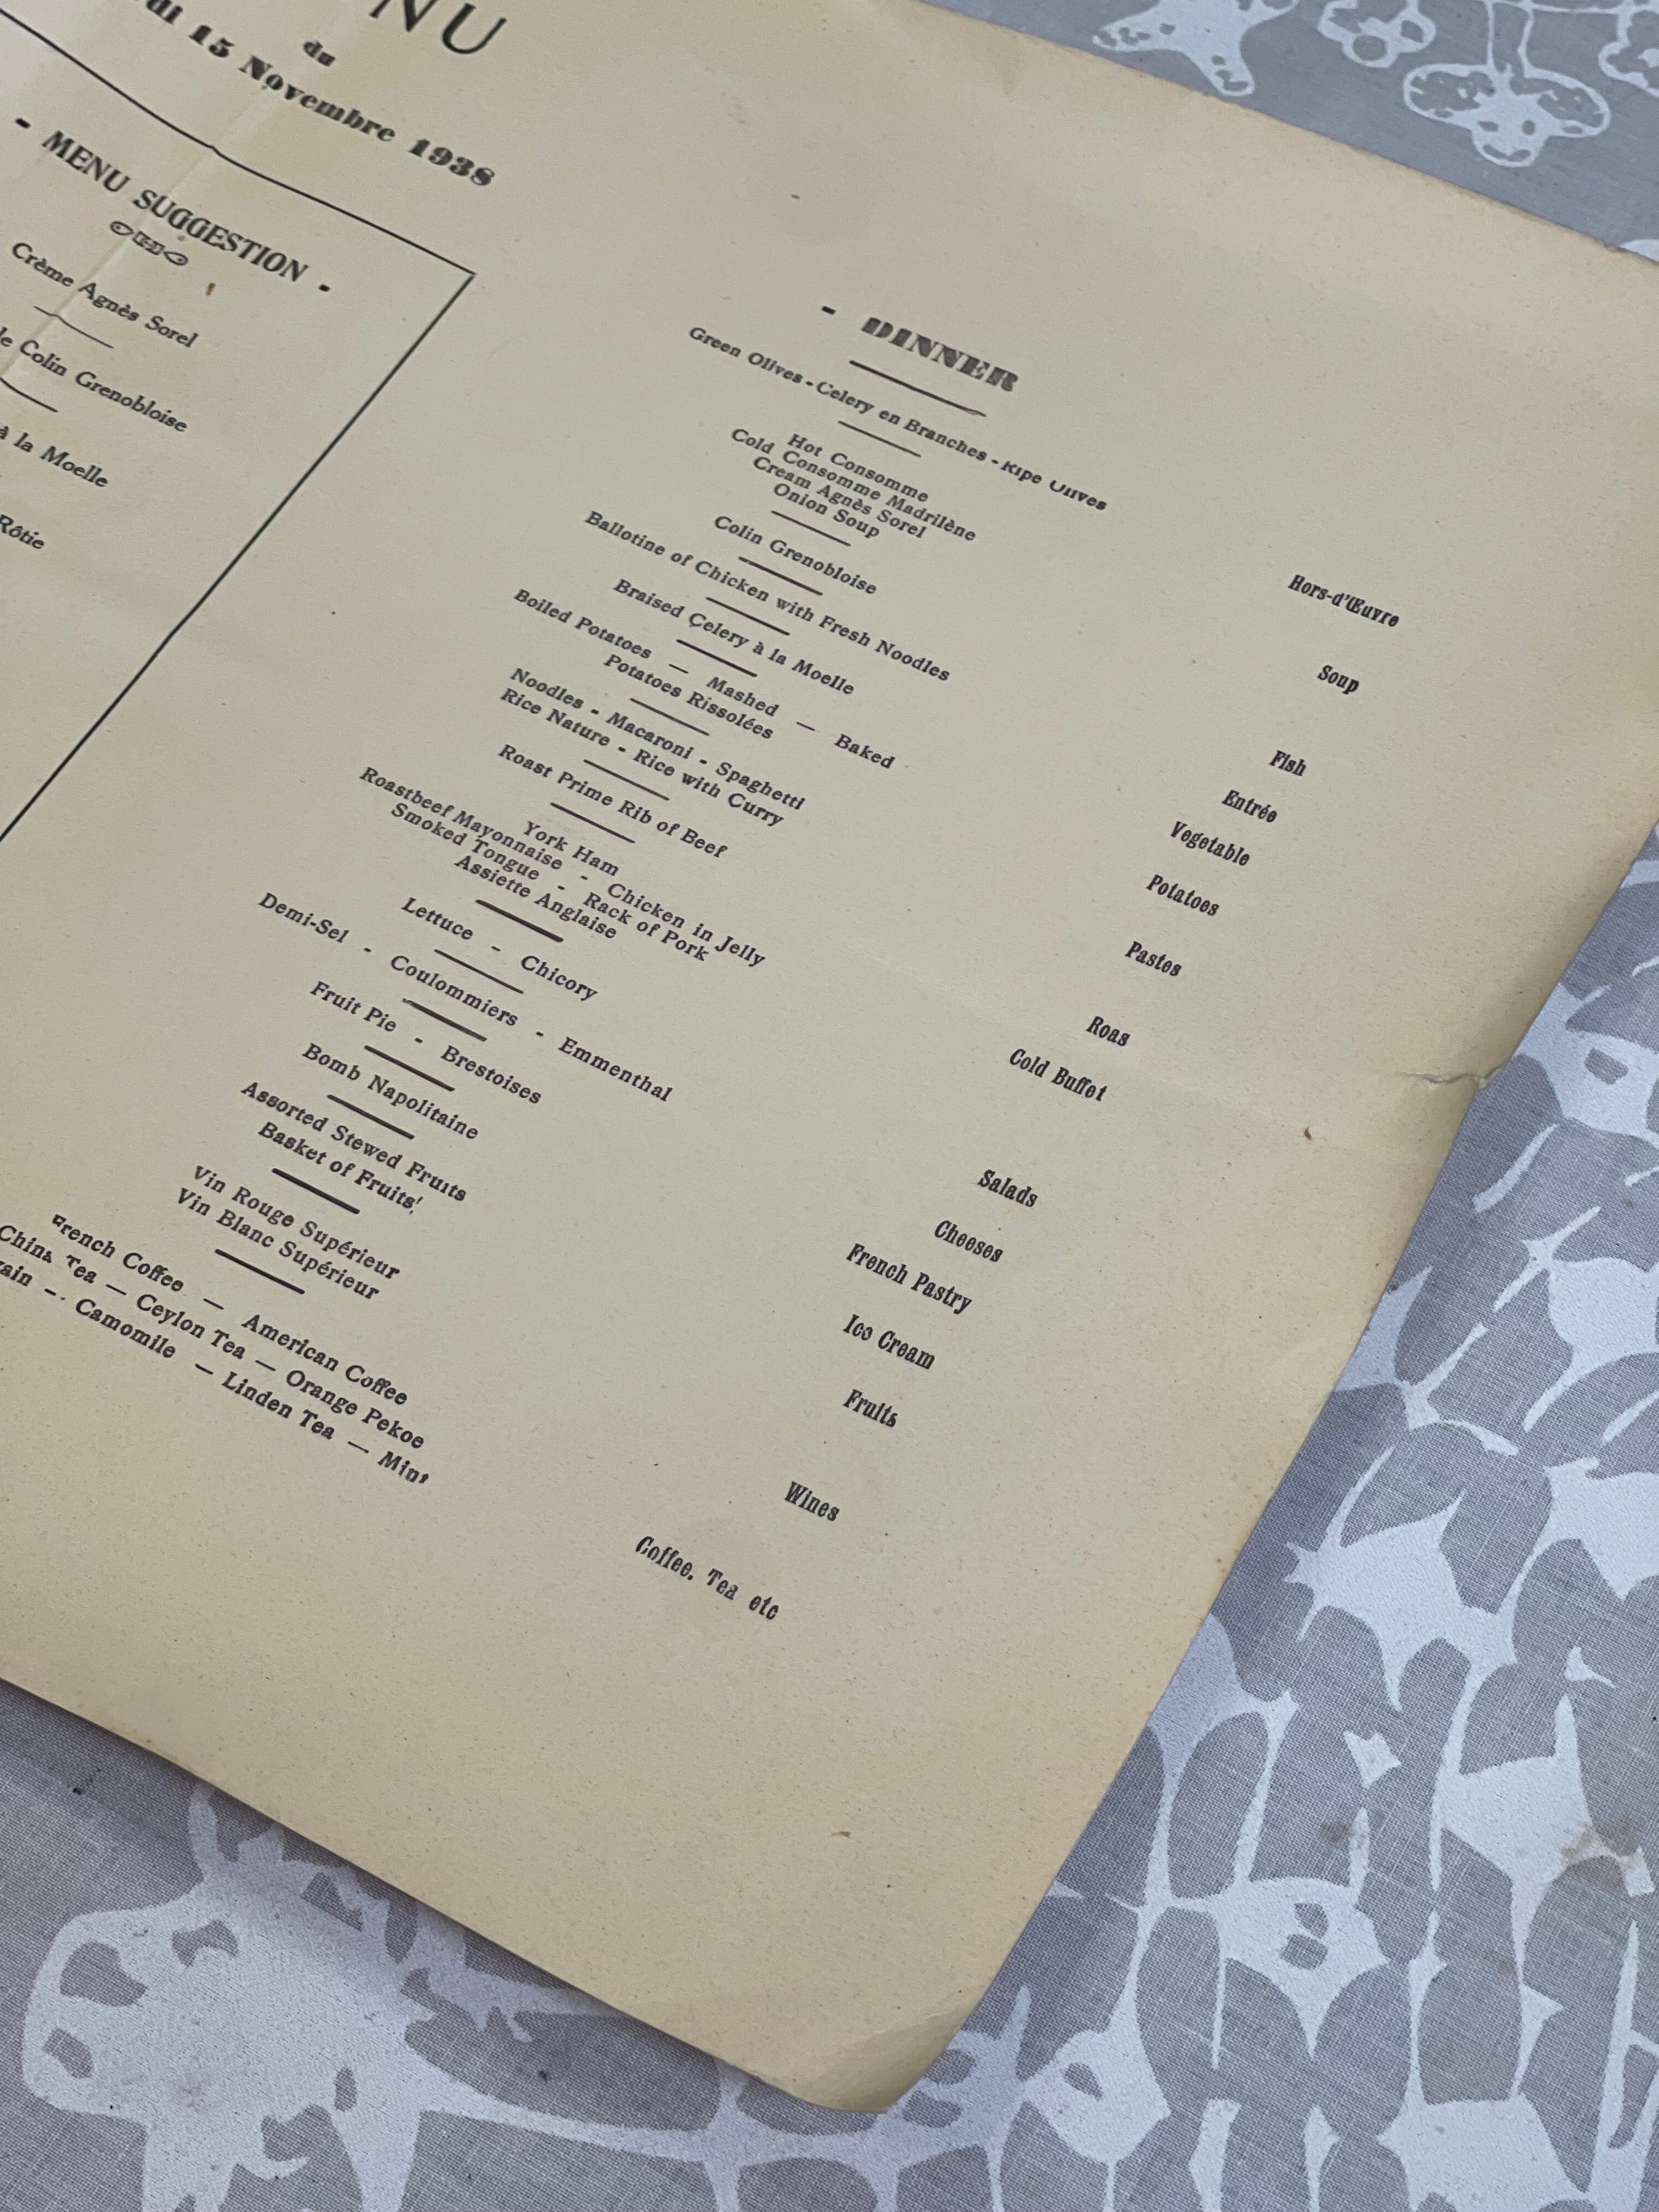 NU
du
di 15 Novembre 1938
- MENU SUGGESTION -
Crème Agnès Sorel
Colin Grenobloise
à la Moelle
Rôtie
- DINNER
Green Olives - Celery en Branches - Ripe Olives
Hors-d'Œuvre
Hot Consomme
Cold Consomme Madrilène
Cream Agnès Sorel
Onion Soup
Soup
Colin Grenobloise
Fish
Ballotine of Chicken with Fresh Noodles
Entrée
Braised Celery à la Moelle
Vegetable
Boiled Potatoes — Mashed — Baked
Potatoes Rissolées
Potatoes
Noodles - Macaroni - Spaghetti
Rice Nature - Rice with Curry
Pastes
Roast Prime Rib of Beef
Roas
York Ham
Roastbeef Mayonnaise - Chicken in Jelly
Smoked Tongue - Rack of Pork
Assiette Anglaise
Cold Buffet
Lettuce - Chicory
Salads
Demi-Sel - Coulommiers - Emmenthal
Cheeses
Fruit Pie - Brestoises
French Pastry
Bomb Napolitaine
Ice Cream
Assorted Stewed Fruits
Basket of Fruits
Fruits
Vin Rouge Supérieur
Vin Blanc Supérieur
Wines
French Coffee — American Coffee
China Tea — Ceylon Tea — Orange Pekoe
— Camomile — Linden Tea — Mint
Coffee. Tea etc